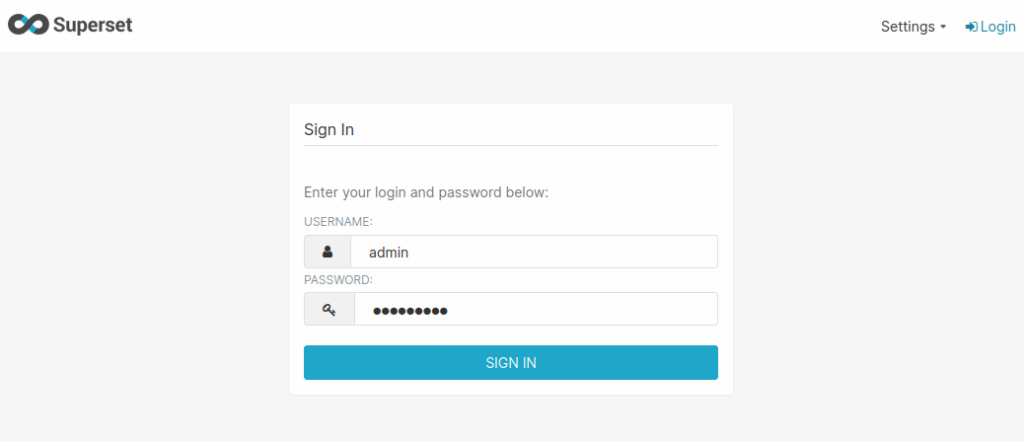 Superset
Settings Login
Sign In
Enter your login and password below:
USERNAME:
admin
PASSWORD:
●●●●●●●●●
SIGN IN